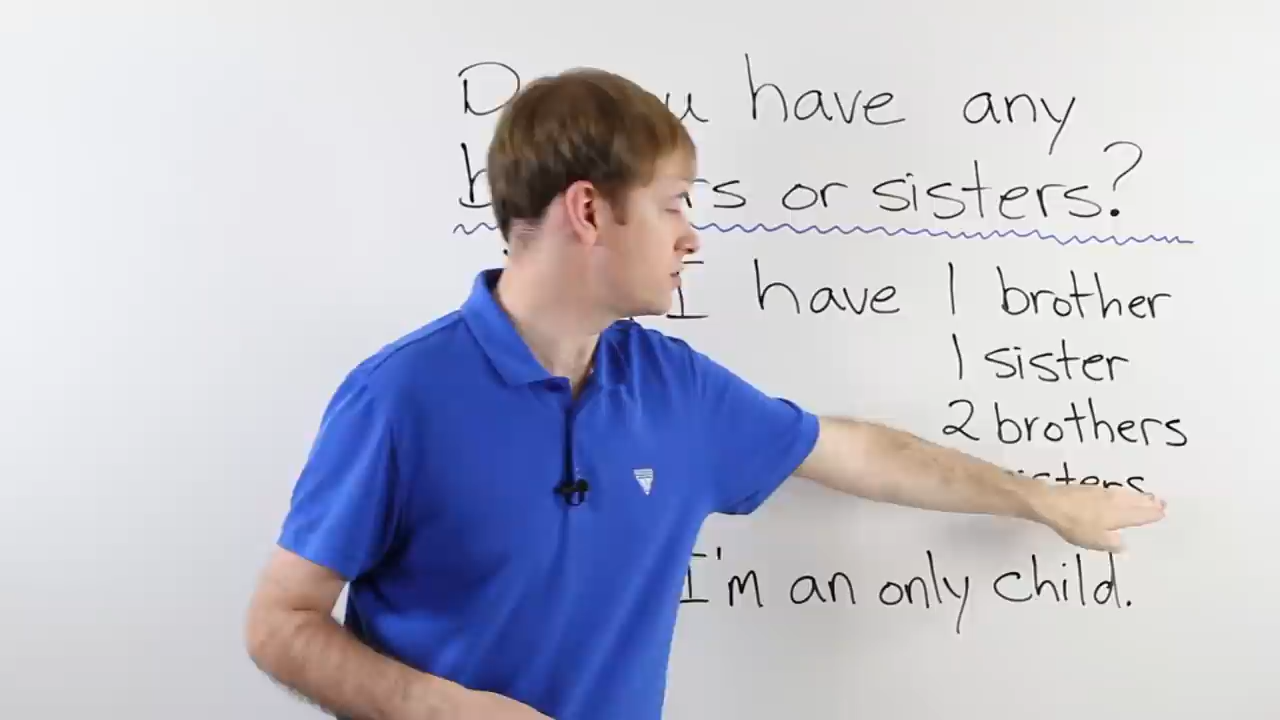 have any
or sisters?
I have 1 brother
1 sister
2 brothers
I'm an only child.